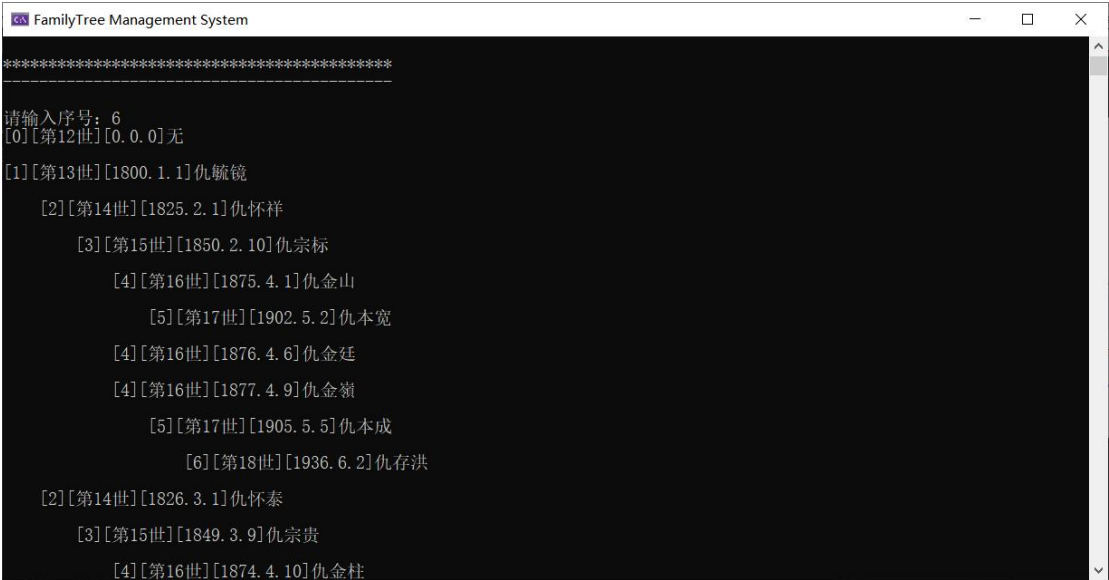 FamilyTree Management System
*******************************************
-------------------------------------------
请输入序号：6
[0][第12世][0.0.0]无
[1][第13世][1800.1.1]仇毓镜
[2][第14世][1825.2.1]仇怀祥
[3][第15世][1850.2.10]仇宗标
[4][第16世][1875.4.1]仇金山
[5][第17世][1902.5.2]仇本宽
[4][第16世][1876.4.6]仇金廷
[4][第16世][1877.4.9]仇金嶺
[5][第17世][1905.5.5]仇本成
[6][第18世][1936.6.2]仇存洪
[2][第14世][1826.3.1]仇怀泰
[3][第15世][1849.3.9]仇宗贵
[4][第16世][1874.4.10]仇金柱